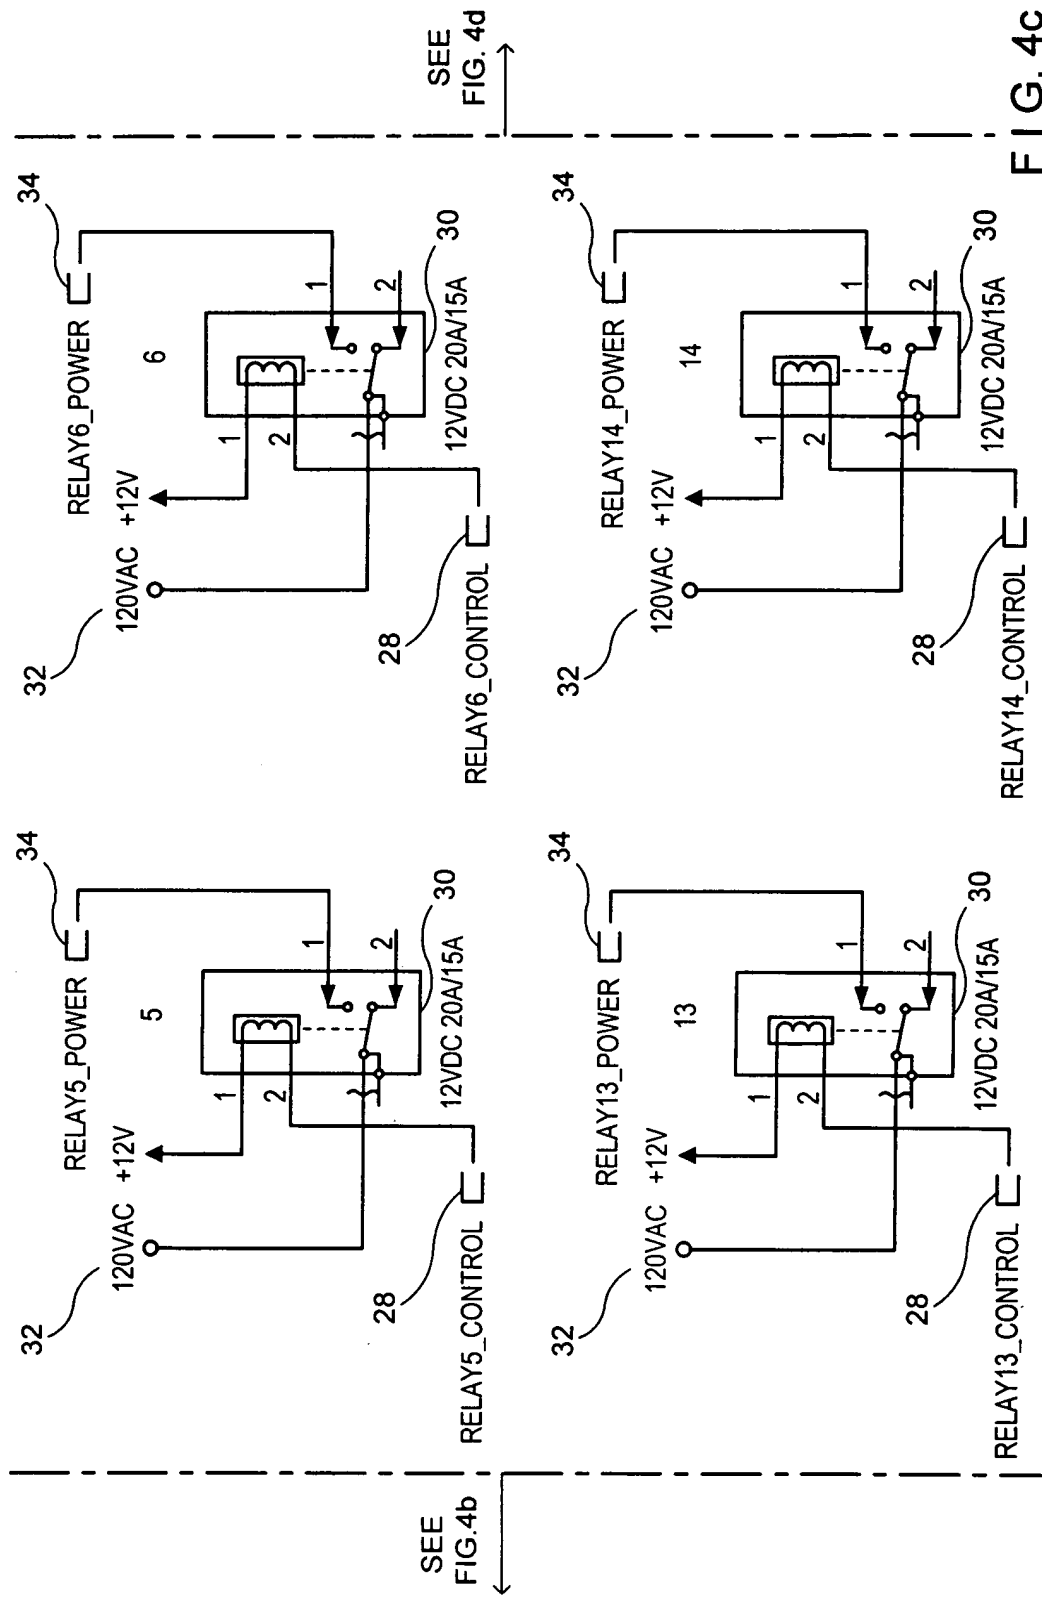 SEE
FIG.4b
SEE
FIG. 4d
32
120VAC
+12V
RELAY5_POWER
34
5
1
2
1
2
30
12VDC 20A/15A
28
RELAY5_CONTROL
32
120VAC
+12V
RELAY6_POWER
34
6
1
2
1
2
30
12VDC 20A/15A
28
RELAY6_CONTROL
32
120VAC
+12V
RELAY13_POWER
34
13
1
2
1
2
30
12VDC 20A/15A
28
RELAY13_CONTROL
32
120VAC
+12V
RELAY14_POWER
34
14
1
2
1
2
30
12VDC 20A/15A
28
RELAY14_CONTROL
FIG. 4c